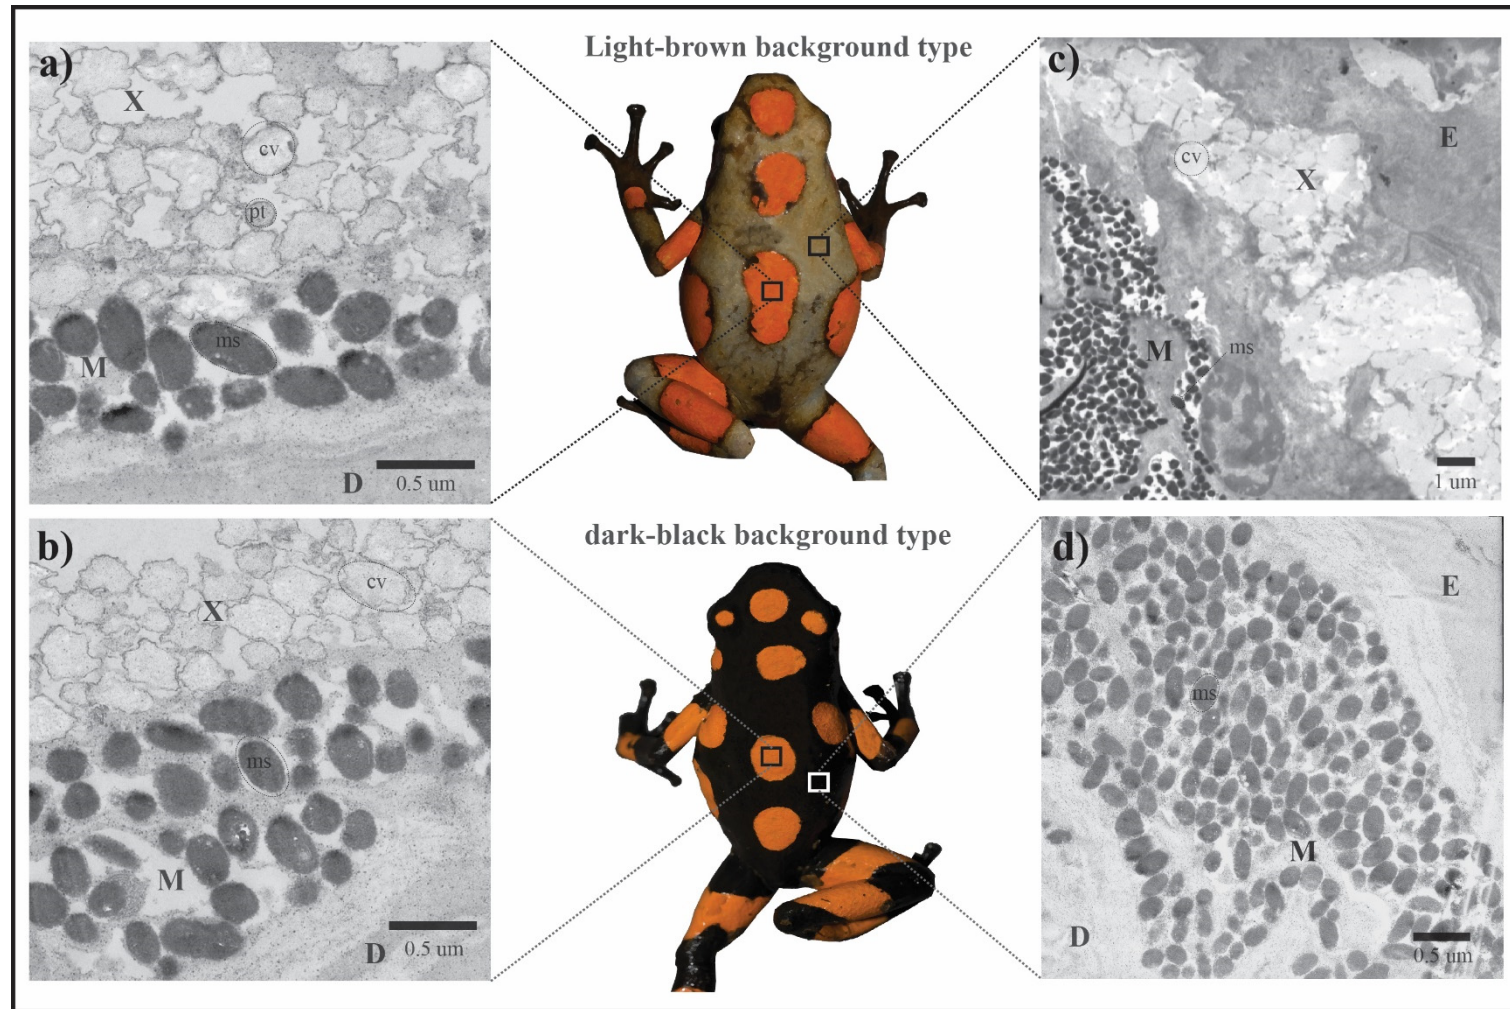 Light-brown background type
a)
X
cv
pt
ms
M
D
0.5 um
c)
E
cv
X
M
ms
1 um
dark-black background type
b)
cv
X
ms
M
D
0.5 um
d)
E
ms
M
D
0.5 um